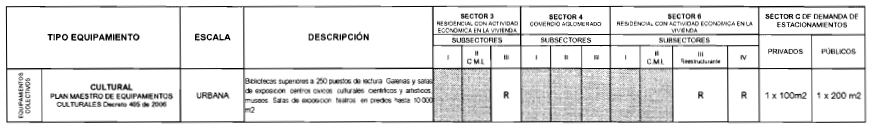 TIPO EQUIPAMIENTO
ESCALA
DESCRIPCIÓN
SECTOR 3
RESIDENCIAL CON ACTIVIDAD
ECONOMICA EN LA VIVIENDA
SUBSECTORES
I
II
C.M.I.
III
SECTOR 4
COMERCIO AGLOMERADO
SUBSECTORES
I
II
III
SECTOR 6
RESIDENCIAL CON ACTIVIDAD ECONOMICA EN LA
VIVIENDA
SUBSECTORES
I
II
C.M.I.
III
Reestructurante
IV
SECTOR C DF DEMANDA DE
ESTACIONAMIENTOS
PRIVADOS
PÚBLICOS
EQUIPAMIENTOS
COLECTIVOS
CULTURAL
PLAN MAESTRO DE EQUIPAMIENTOS
CULTURALES Decreto 465 de 2006
URBANA
Bibliotecas superiores a 250 puestos de lectura Galerias y salas
de exposición centros civicos culturales cientificos y artisticos,
museos Salas de exposición teatros en predios hasta 10 000
m2
R
R
R
1 x 100m2
1 x 200 m2